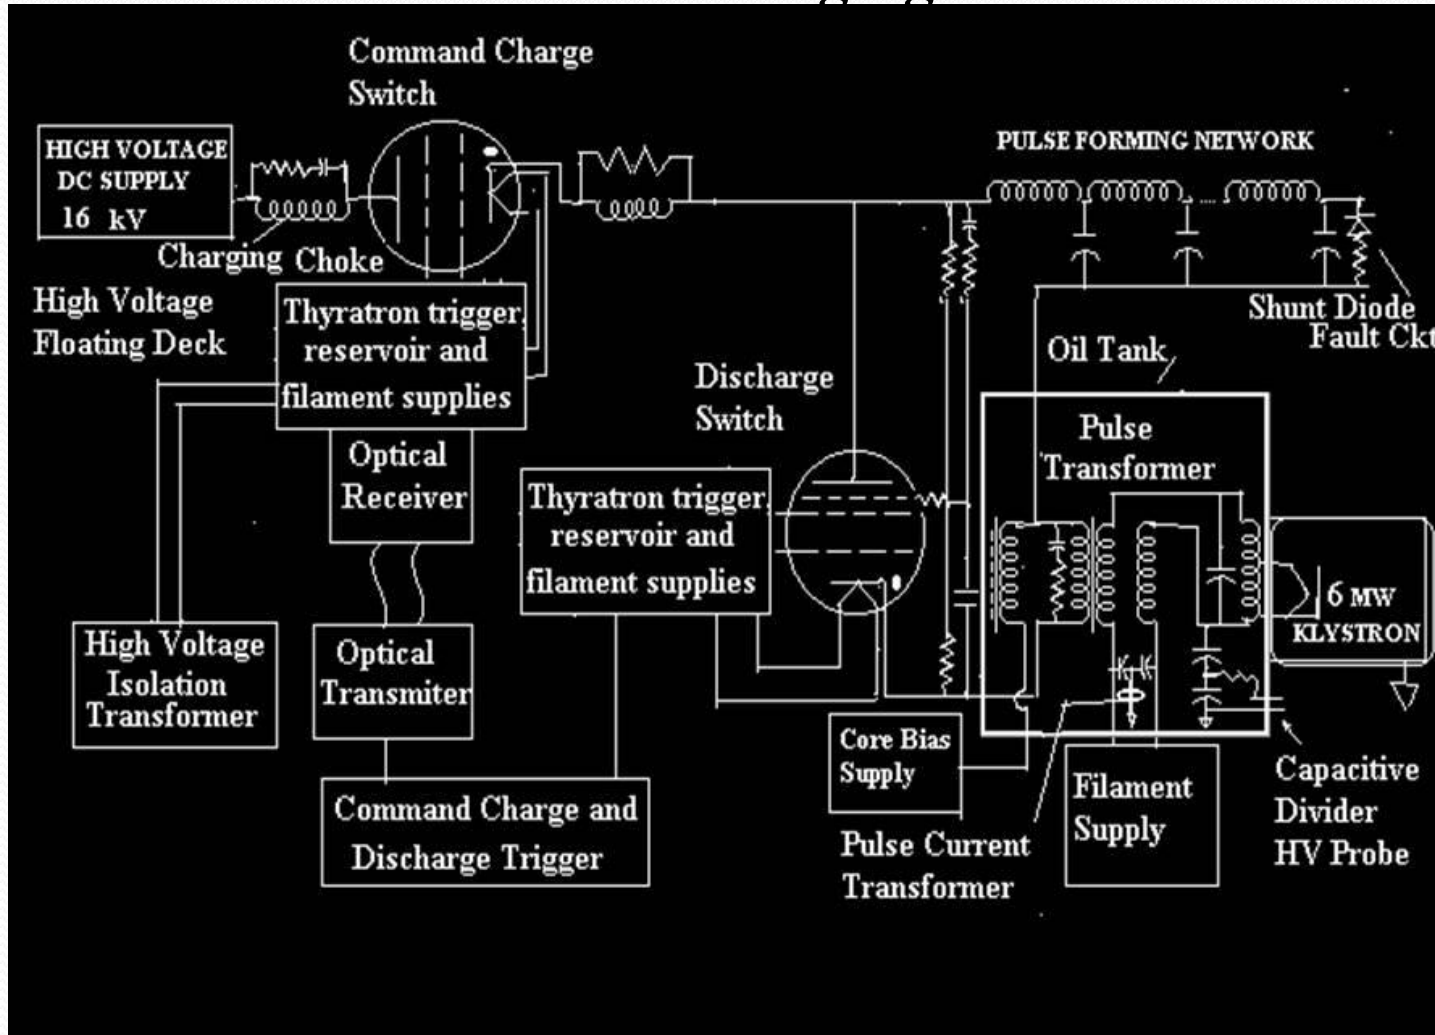 Command Charge
Switch
HIGH VOLTAGE
DC SUPPLY
16 kV
PULSE FORMING NETWORK
Charging Choke
High Voltage
Floating Deck
Thyratron trigger,
reservoir and
filament supplies
Shunt Diode
Fault Ckt
Oil Tank
Discharge
Switch
Optical
Receiver
Pulse
Transformer
Thyratron trigger,
reservoir and
filament supplies
6 MW
KLYSTRON
High Voltage
Isolation
Transformer
Optical
Transmiter
Core Bias
Supply
Command Charge and
Discharge Trigger
Filament
Supply
Capacitive
Divider
HV Probe
Pulse Current
Transformer